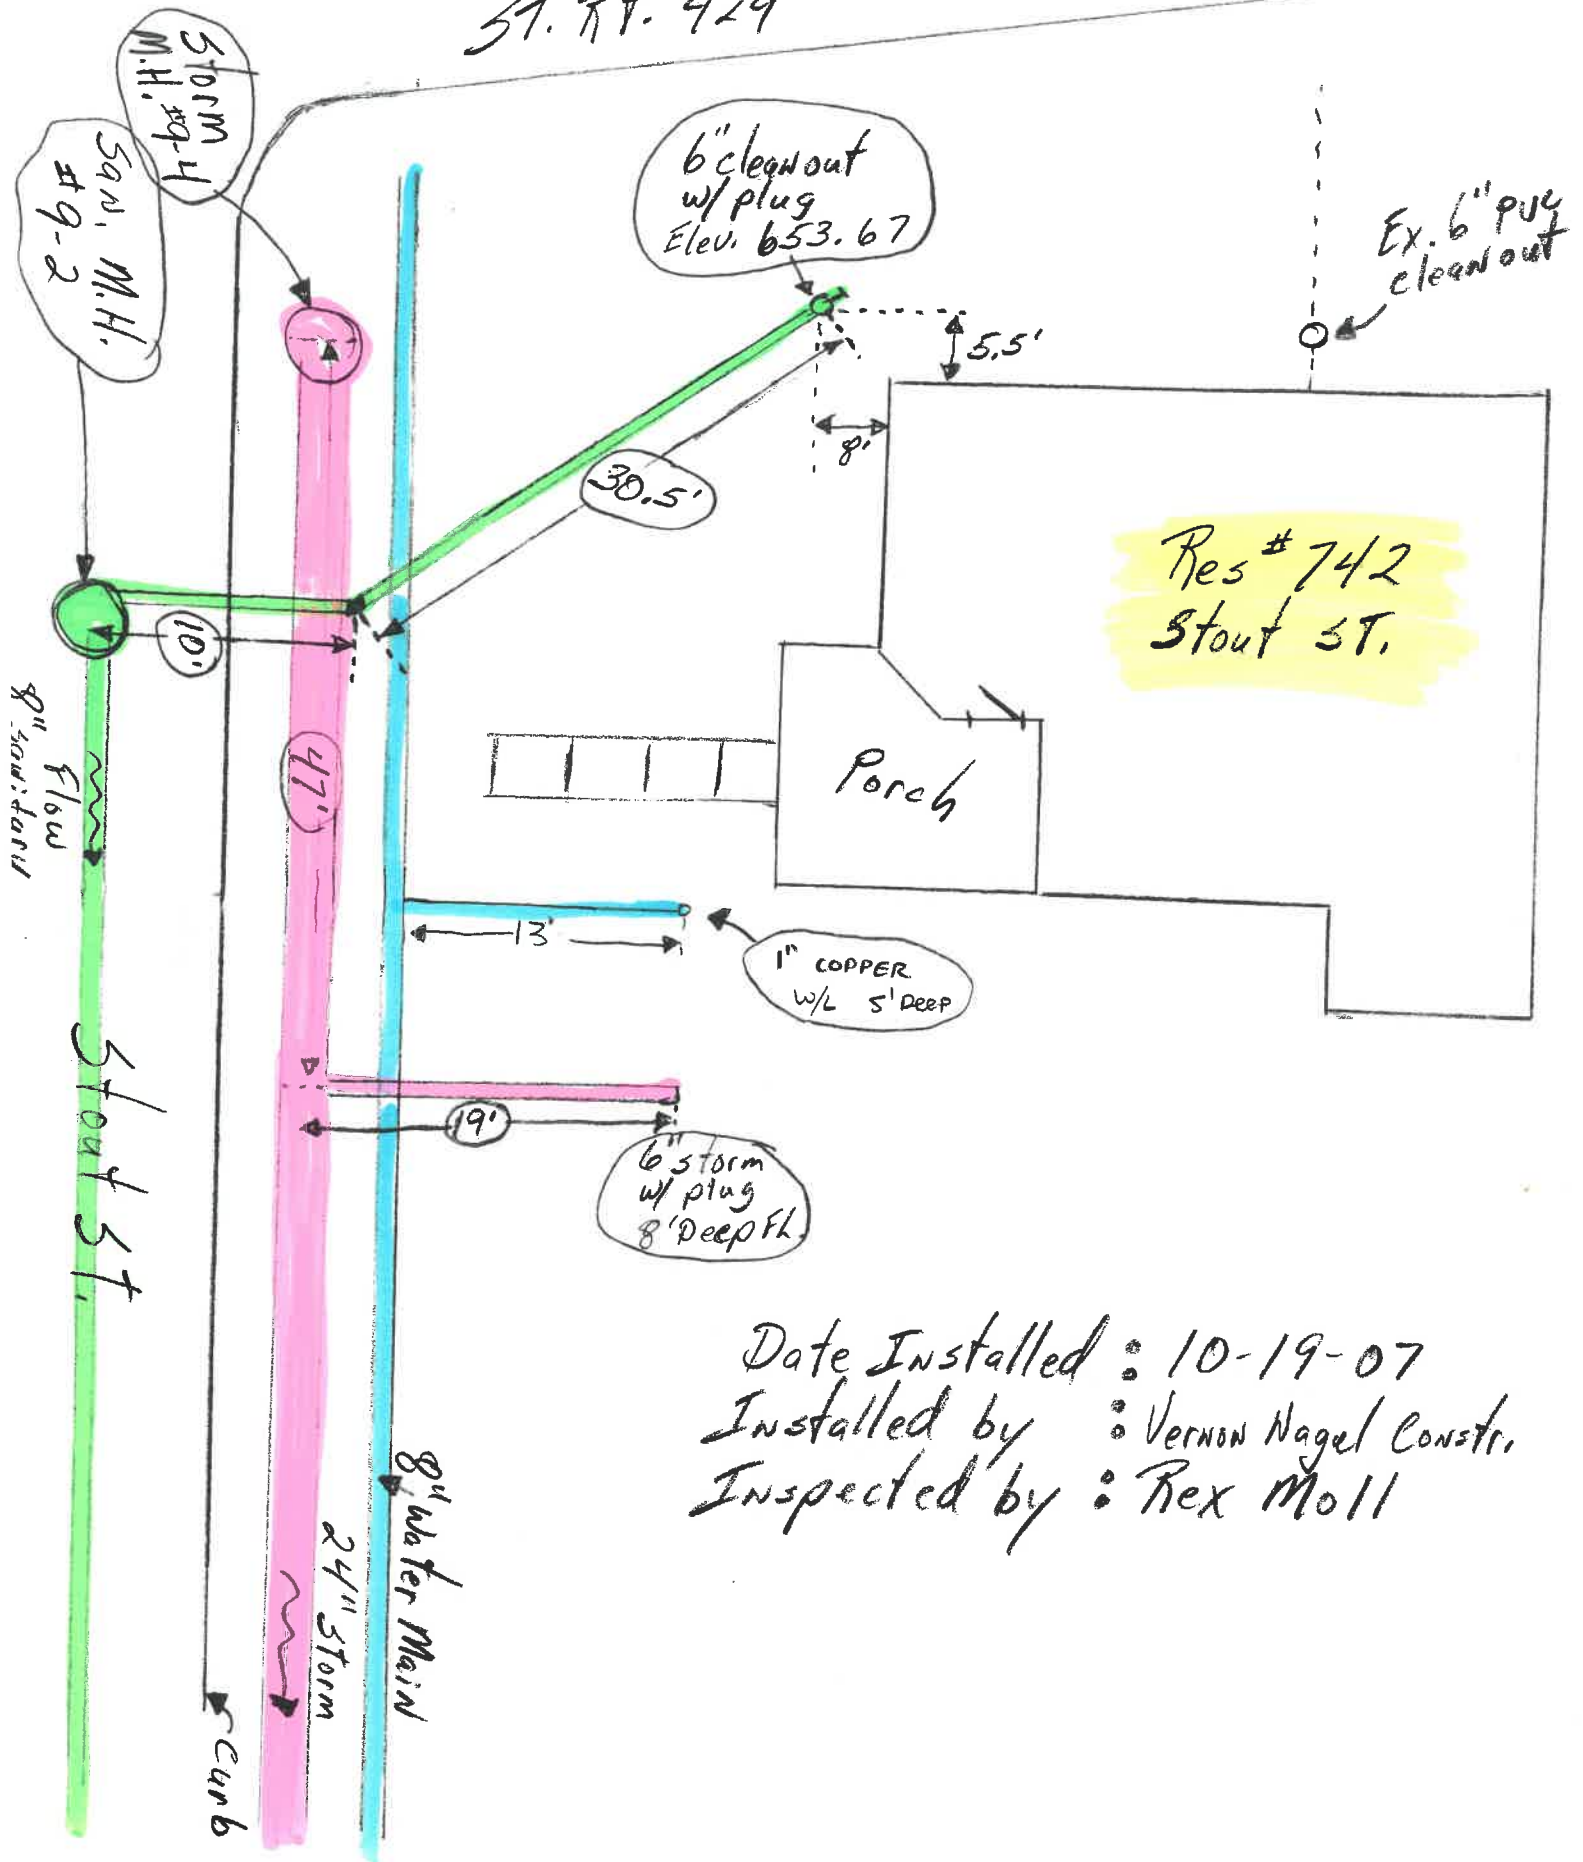 ST. RT. 424
Storm
M.H. #9-4
San. M.H.
#9-2
6" cleanout
w/ plug
Elev. 653.67
Ex. 6" PVC
cleanout
5.5'
8'
30.5'
10'
Res # 742
Stout ST.
Porch
47'
Flow
8" sanitary
13'
1" COPPER
W/L 5' Deep
19'
6" storm
w/ plug
8' Deep FL.
Stout St.
Date Installed : 10-19-07
Installed by : Vernon Nagel Constr.
Inspected by : Rex Moll
8" Water Main
24" Storm
Curb